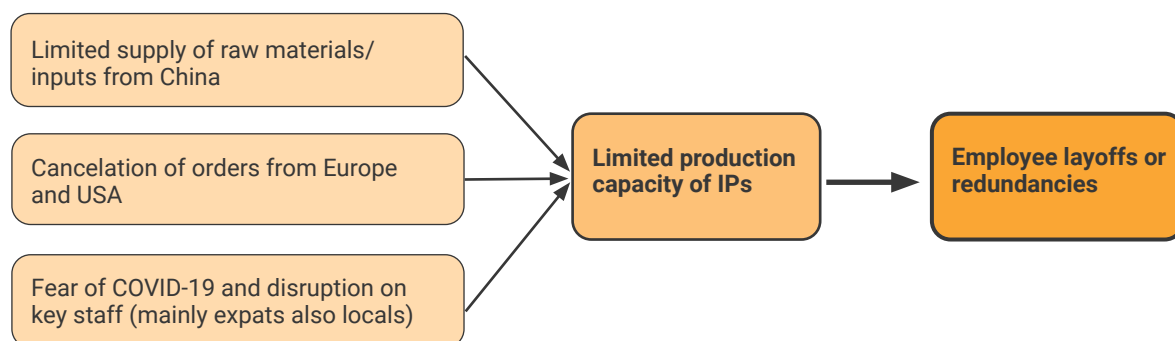 Limited supply of raw materials/
inputs from China
Cancelation of orders from Europe
and USA
Fear of COVID-19 and disruption on
key staff (mainly expats also locals)
Limited production
capacity of IPs
Employee layoffs or
redundancies